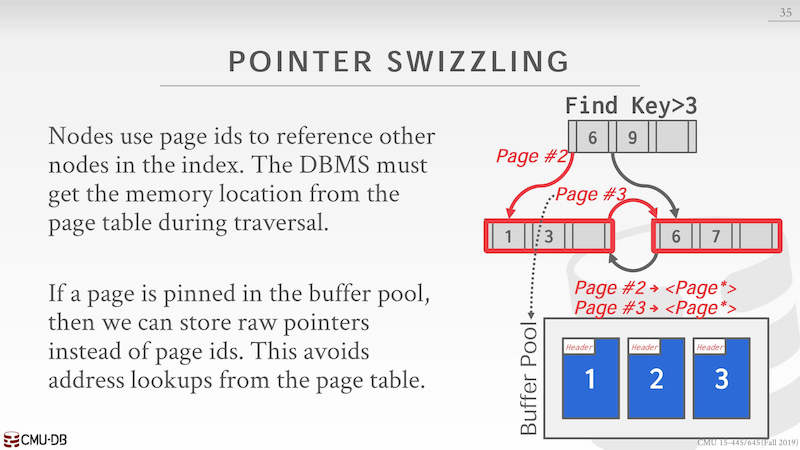 35
POINTER SWIZZLING
Nodes use page ids to reference other
nodes in the index. The DBMS must
get the memory location from the
page table during traversal.
If a page is pinned in the buffer pool,
then we can store raw pointers
instead of page ids. This avoids
address lookups from the page table.
Find Key>3
6 9
Page #2
Page #3
1 3
6 7
Page #2 → <Page*>
Page #3 → <Page*>
Buffer Pool
Header Header Header
1 2 3
CMU·DB
CMU 15-445/645 (Fall 2019)